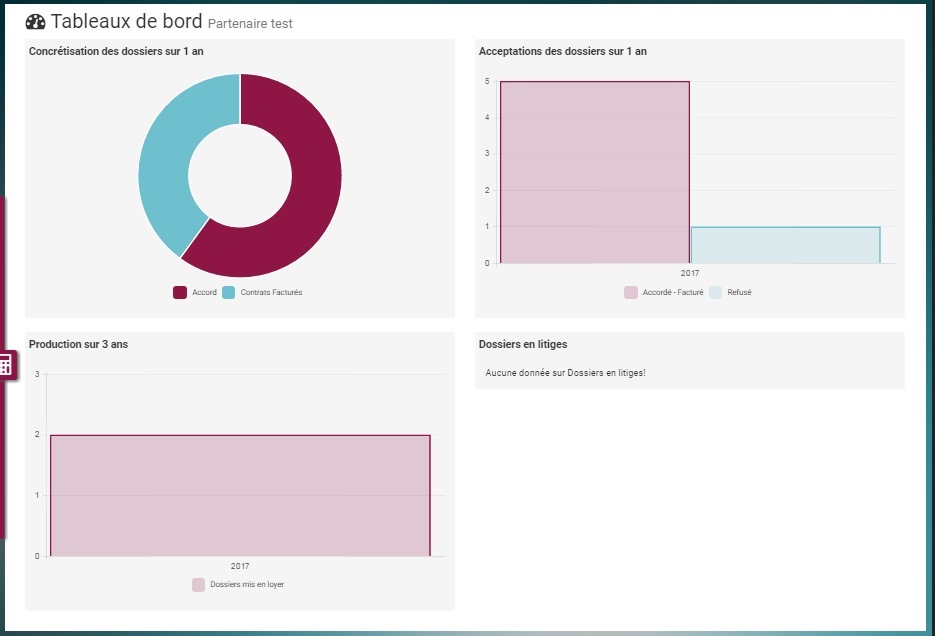 Tableaux de bord Partenaire test
Concrétisation des dossiers sur 1 an
Accord Contrats Facturés
Acceptations des dossiers sur 1 an
5
4
3
2
1
0
2017
Accordé - Facturé Refusé
Production sur 3 ans
3
2
1
0
2017
Dossiers mis en loyer
Dossiers en litiges
Aucune donnée sur Dossiers en litiges!